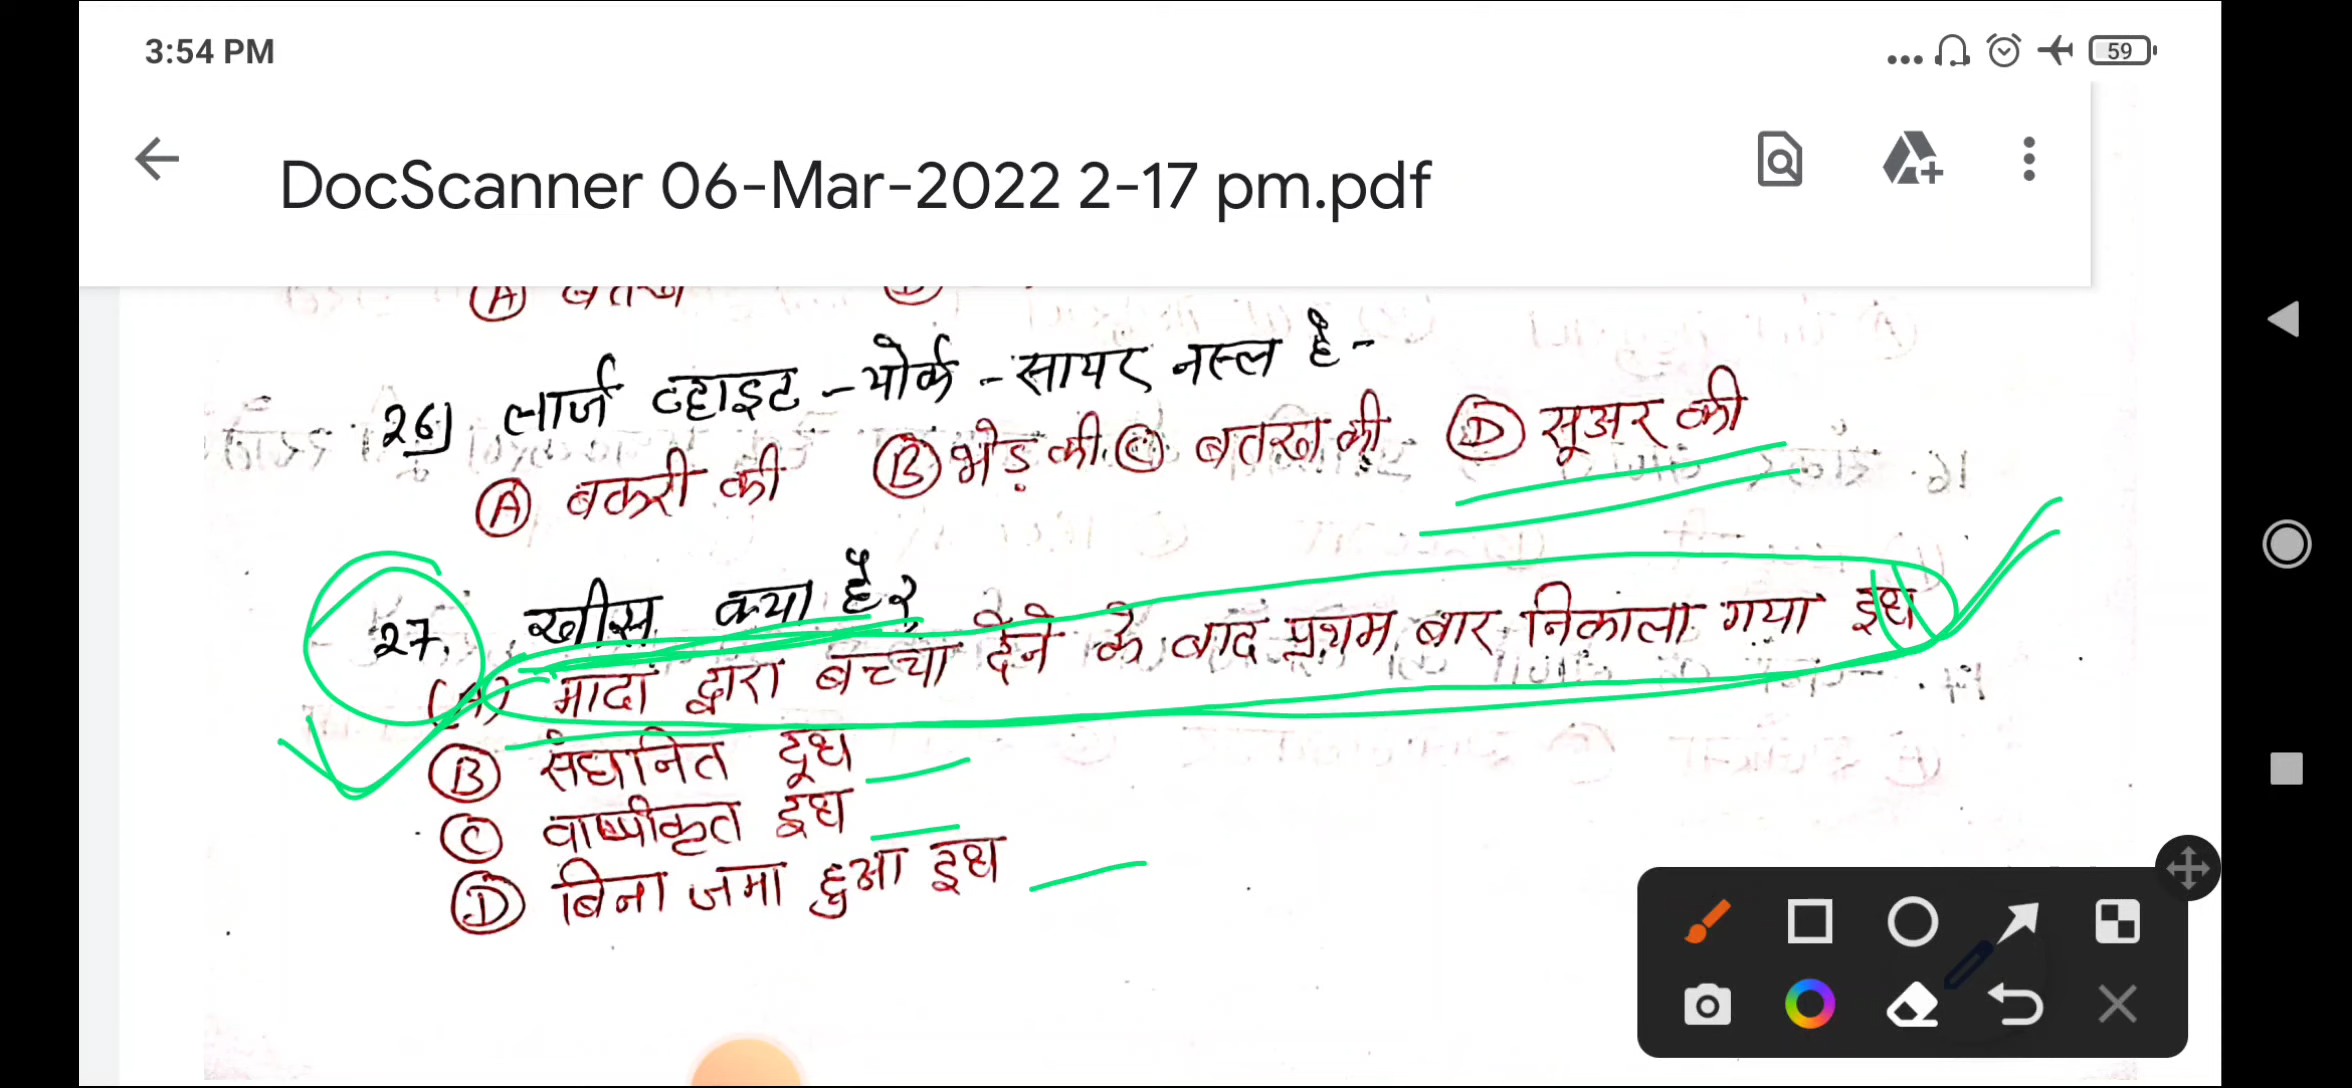 3:54 PM
59
DocScanner 06-Mar-2022 2-17 pm.pdf
26) लार्ज व्हाइट - योर्क - सायर नस्ल है -
(A) बकरी की (B) भेड़ की (C) बतख की (D) सूअर की
27. खीस क्या है?
(A) मादा द्वारा बच्चा देने के बाद प्रथम बार निकाला गया दूध
(B) संघानित दूध
(C) वाष्पीकृत दूध
(D) बिना जमा हुआ दूध